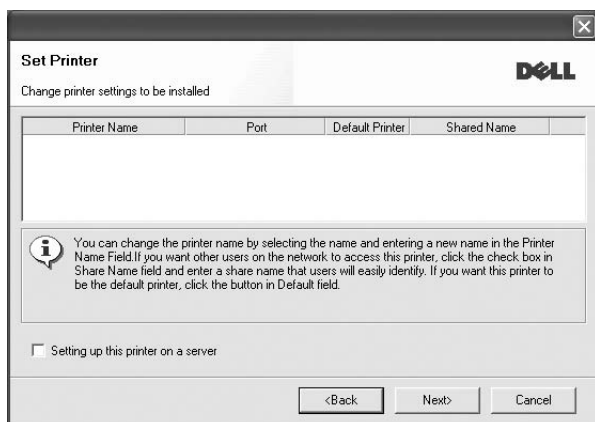 Set Printer
DELL
Change printer settings to be installed
Printer Name Port Default Printer Shared Name
You can change the printer name by selecting the name and entering a new name in the Printer
Name Field.If you want other users on the network to access this printer, click the check box in
Share Name field and enter a share name that users will easily identify. If you want this printer to
be the default printer, click the button in Default field.
Setting up this printer on a server
<Back Next> Cancel